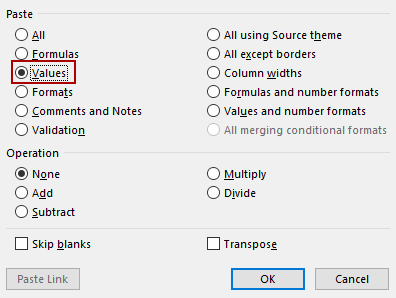 Paste
All
All using Source theme
Formulas
All except borders
Values
Column widths
Formats
Formulas and number formats
Comments and Notes
Values and number formats
Validation
All merging conditional formats
Operation
None
Multiply
Add
Divide
Subtract
Skip blanks
Transpose
Paste Link
OK
Cancel